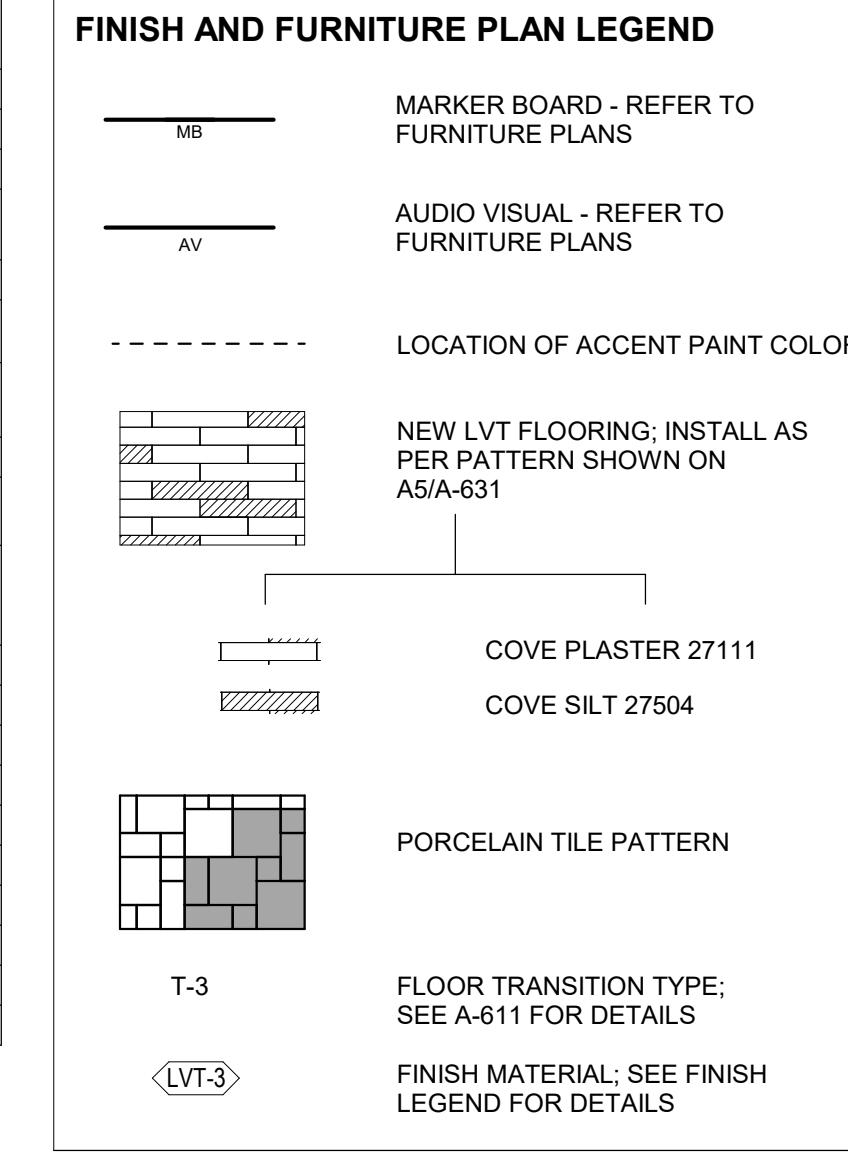 FINISH AND FURNITURE PLAN LEGEND
MB
MARKER BOARD - REFER TO
FURNITURE PLANS
AV
AUDIO VISUAL - REFER TO
FURNITURE PLANS
LOCATION OF ACCENT PAINT COLOR
NEW LVT FLOORING; INSTALL AS
PER PATTERN SHOWN ON
A5/A-631
COVE PLASTER 27111
COVE SILT 27504
PORCELAIN TILE PATTERN
T-3
FLOOR TRANSITION TYPE;
SEE A-611 FOR DETAILS
LVT-3
FINISH MATERIAL; SEE FINISH
LEGEND FOR DETAILS